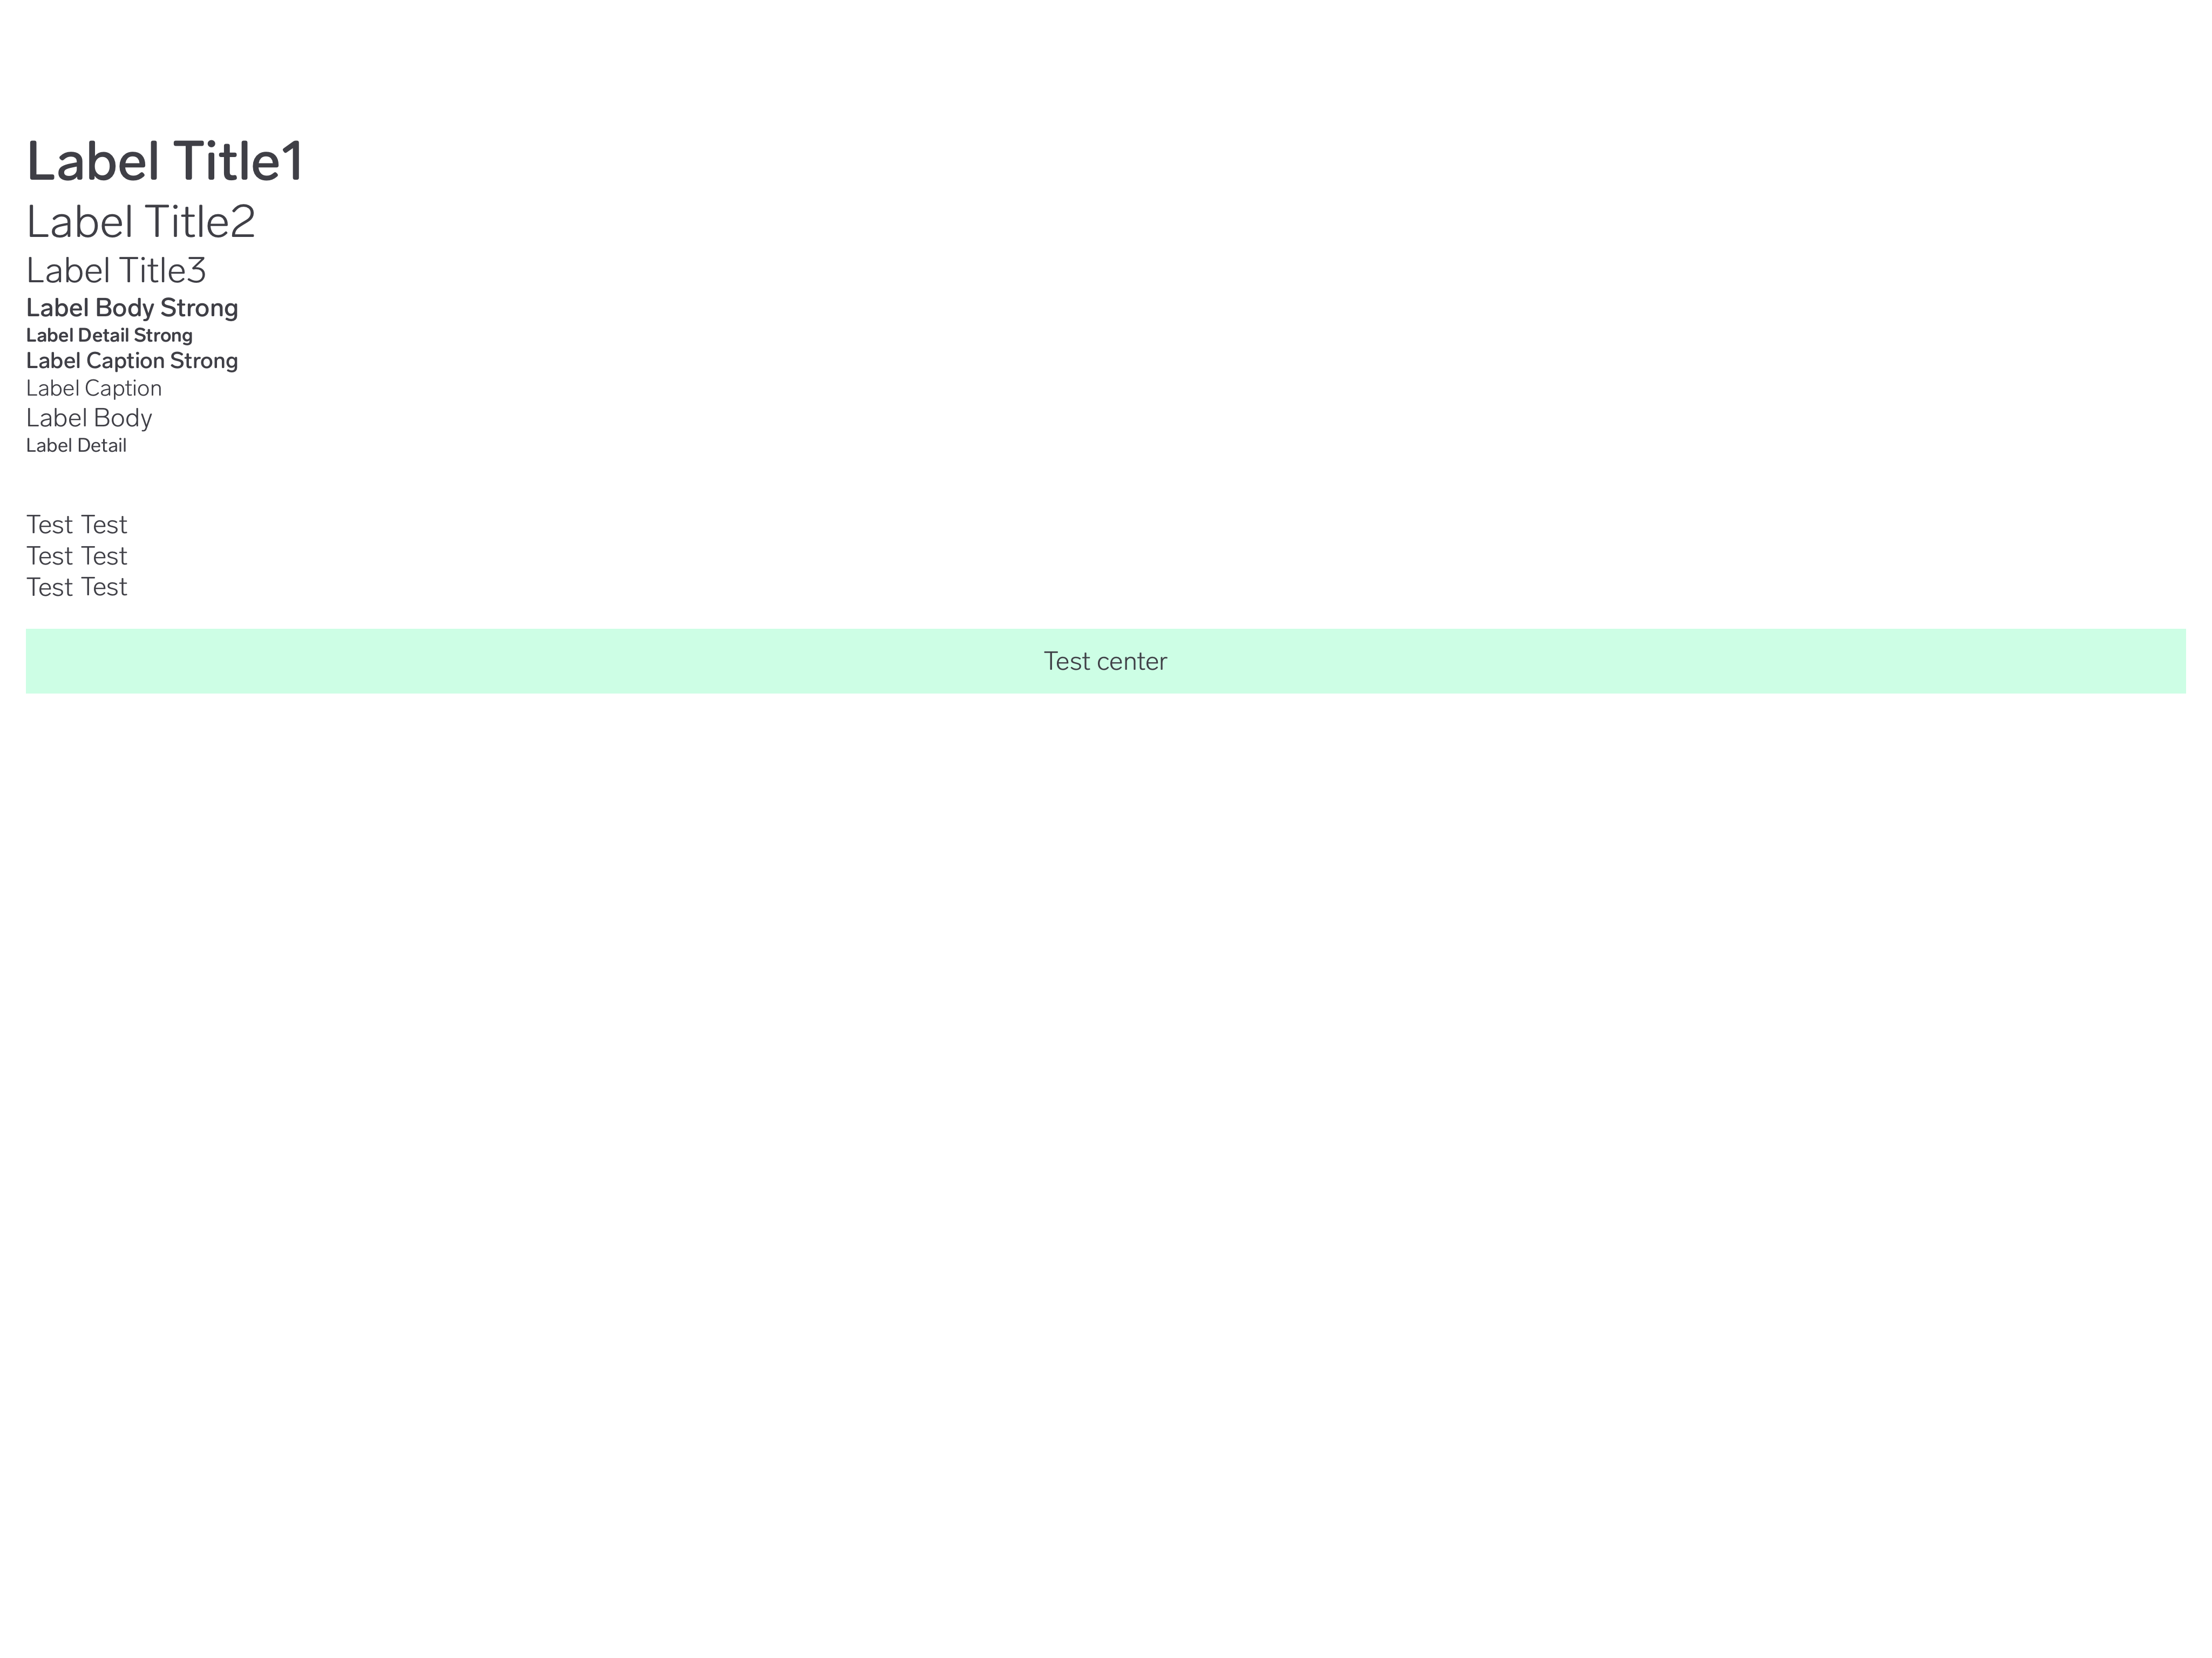 Label Title1
Label Title2
Label Title3
Label Body Strong
Label Detail Strong
Label Caption Strong
Label Caption
Label Body
Label Detail
Test Test
Test Test
Test Test
Test center